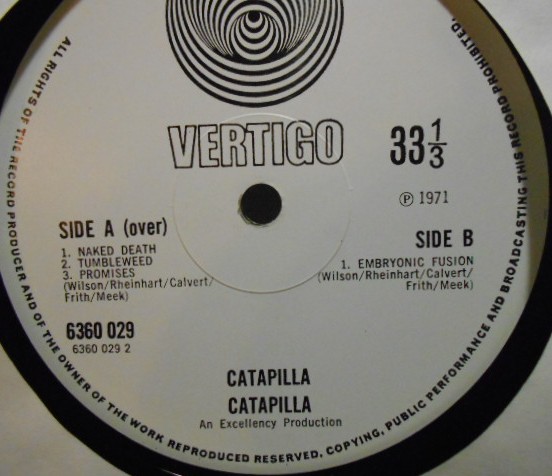 VERTIGO
33 1/3
Ⓟ 1971
SIDE A (over)
1. NAKED DEATH
2. TUMBLEWEED
3. PROMISES
(Wilson/Rheinhart/Calvert/
Frith/Meek)
SIDE B
1. EMBRYONIC FUSION
(Wilson/Rheinhart/Calvert/
Frith/Meek)
6360 029
6360 029 2
CATAPILLA
CATAPILLA
An Excellency Production
ALL RIGHTS OF THE RECORD PRODUCER AND OF THE OWNER OF THE WORK REPRODUCED RESERVED. COPYING, PUBLIC PERFORMANCE AND BROADCASTING THIS RECORD PROHIBITED.